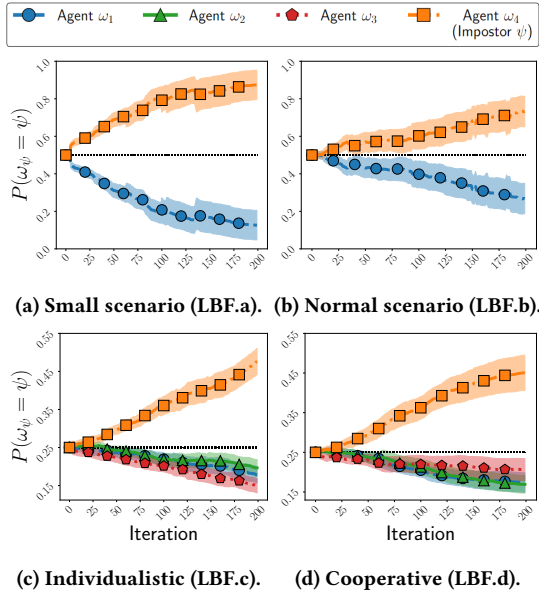 Agent ω₁ Agent ω₂ Agent ω₃ Agent ω₄
(Impostor ψ)
P(ω_ψ = ψ)
1.0
0.8
0.6
0.4
0.2
0.0
0 25 50 75 100 125 150 175 200
1.0
0.8
0.6
0.4
0.2
0.0
0 25 50 75 100 125 150 175 200
(a) Small scenario (LBF.a). (b) Normal scenario (LBF.b).
P(ω_ψ = ψ)
0.55
0.45
0.35
0.25
0.15
0 25 50 75 100 125 150 175 200
Iteration
0.55
0.45
0.35
0.25
0.15
0 25 50 75 100 125 150 175 200
Iteration
(c) Individualistic (LBF.c). (d) Cooperative (LBF.d).